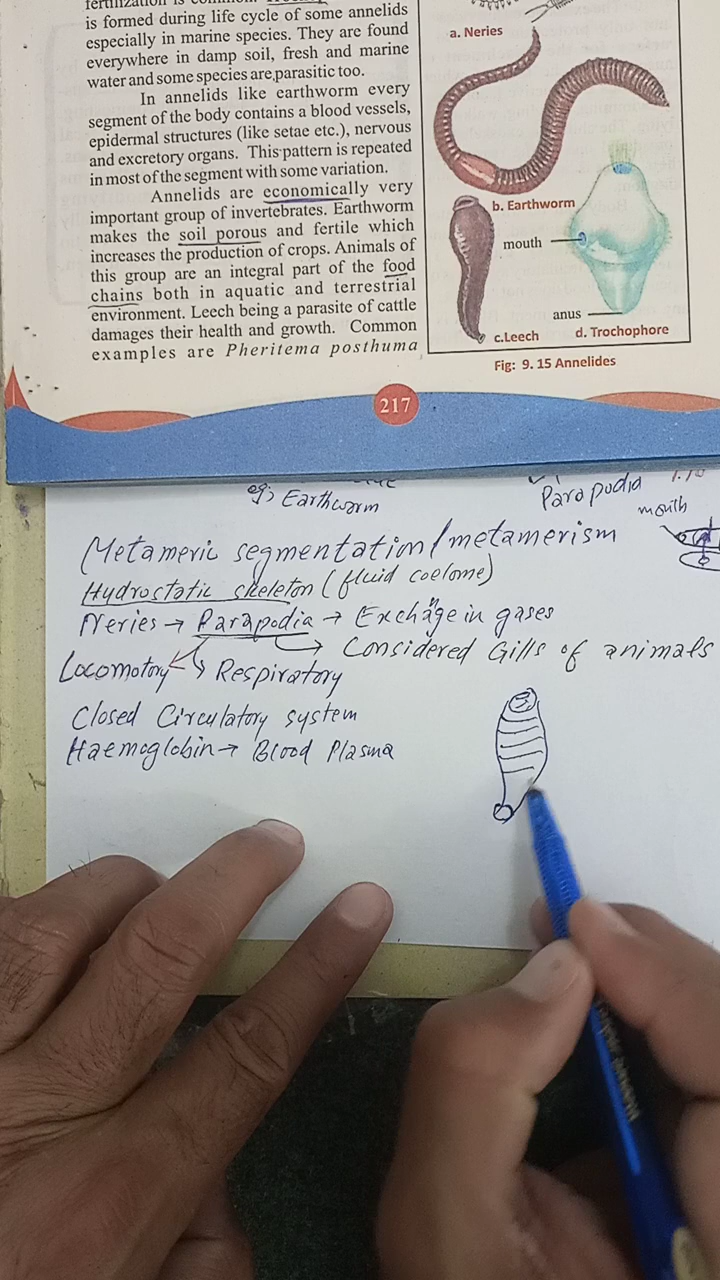 fertilization is common.
is formed during life cycle of some annelids
especially in marine species. They are found
everywhere in damp soil, fresh and marine
water and some species are parasitic too.
In annelids like earthworm every
segment of the body contains a blood vessels,
epidermal structures (like setae etc.), nervous
and excretory organs. This pattern is repeated
in most of the segment with some variation.
Annelids are economically very
important group of invertebrates. Earthworm
makes the soil porous and fertile which
increases the production of crops. Animals of
this group are an integral part of the food
chains both in aquatic and terrestrial
environment. Leech being a parasite of cattle
damages their health and growth. Common
examples are Pheritema posthuma
a. Neries
b. Earthworm
mouth
anus
c.Leech
d. Trochophore
Fig: 9. 15 Annelides
217
eg; Earthworm
Parapodia
mouth
Metameric segmentation/metamerism
Hydrostatic skeleton (fluid coelome)
Neries → Parapodia → Exchange in gases
Considered Gills of animals
Locomotory
Respiratory
Closed Circulatory system
Haemoglobin → Blood Plasma